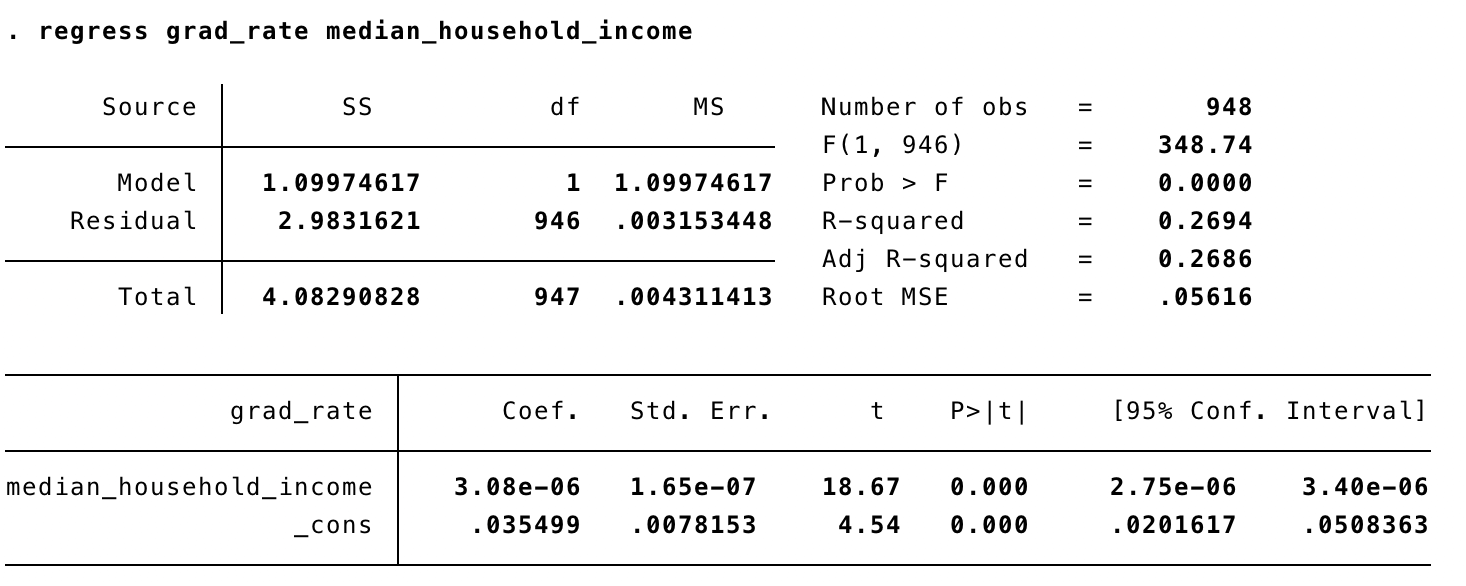 . regress grad_rate median_household_income
Source SS df MS Number of obs = 948
F(1, 946) = 348.74
Model 1.09974617 1 1.09974617 Prob > F = 0.0000
Residual 2.9831621 946 .003153448 R-squared = 0.2694
Adj R-squared = 0.2686
Total 4.08290828 947 .004311413 Root MSE = .05616
grad_rate Coef. Std. Err. t P>|t| [95% Conf. Interval]
median_household_income 3.08e-06 1.65e-07 18.67 0.000 2.75e-06 3.40e-06
_cons .035499 .0078153 4.54 0.000 .0201617 .0508363